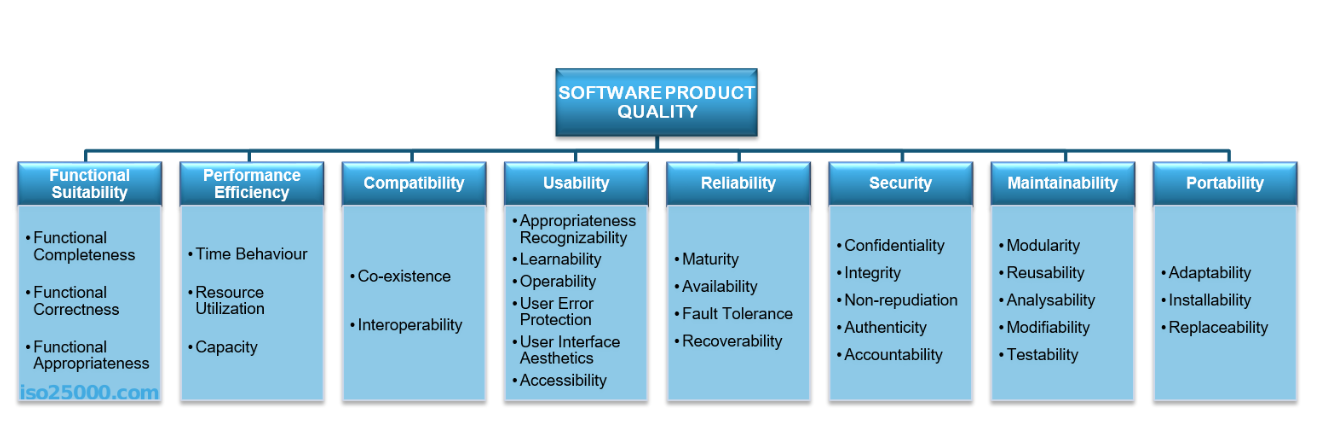 SOFTWARE PRODUCT
QUALITY
Functional
Suitability
• Functional
Completeness
• Functional
Correctness
• Functional
Appropriateness
iso25000.com
Performance
Efficiency
• Time Behaviour
• Resource
Utilization
• Capacity
Compatibility
• Co-existence
• Interoperability
Usability
• Appropriateness
Recognizability
• Learnability
• Operability
• User Error
Protection
• User Interface
Aesthetics
• Accessibility
Reliability
• Maturity
• Availability
• Fault Tolerance
• Recoverability
Security
• Confidentiality
• Integrity
• Non-repudiation
• Authenticity
• Accountability
Maintainability
• Modularity
• Reusability
• Analysability
• Modifiability
• Testability
Portability
• Adaptability
• Installability
• Replaceability